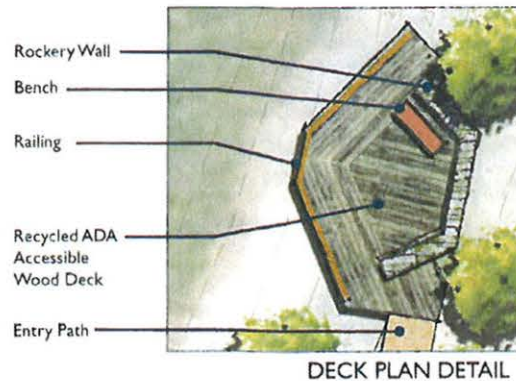 Rockery Wall
Bench
Railing
Recycled ADA
Accessible
Wood Deck
Entry Path
DECK PLAN DETAIL